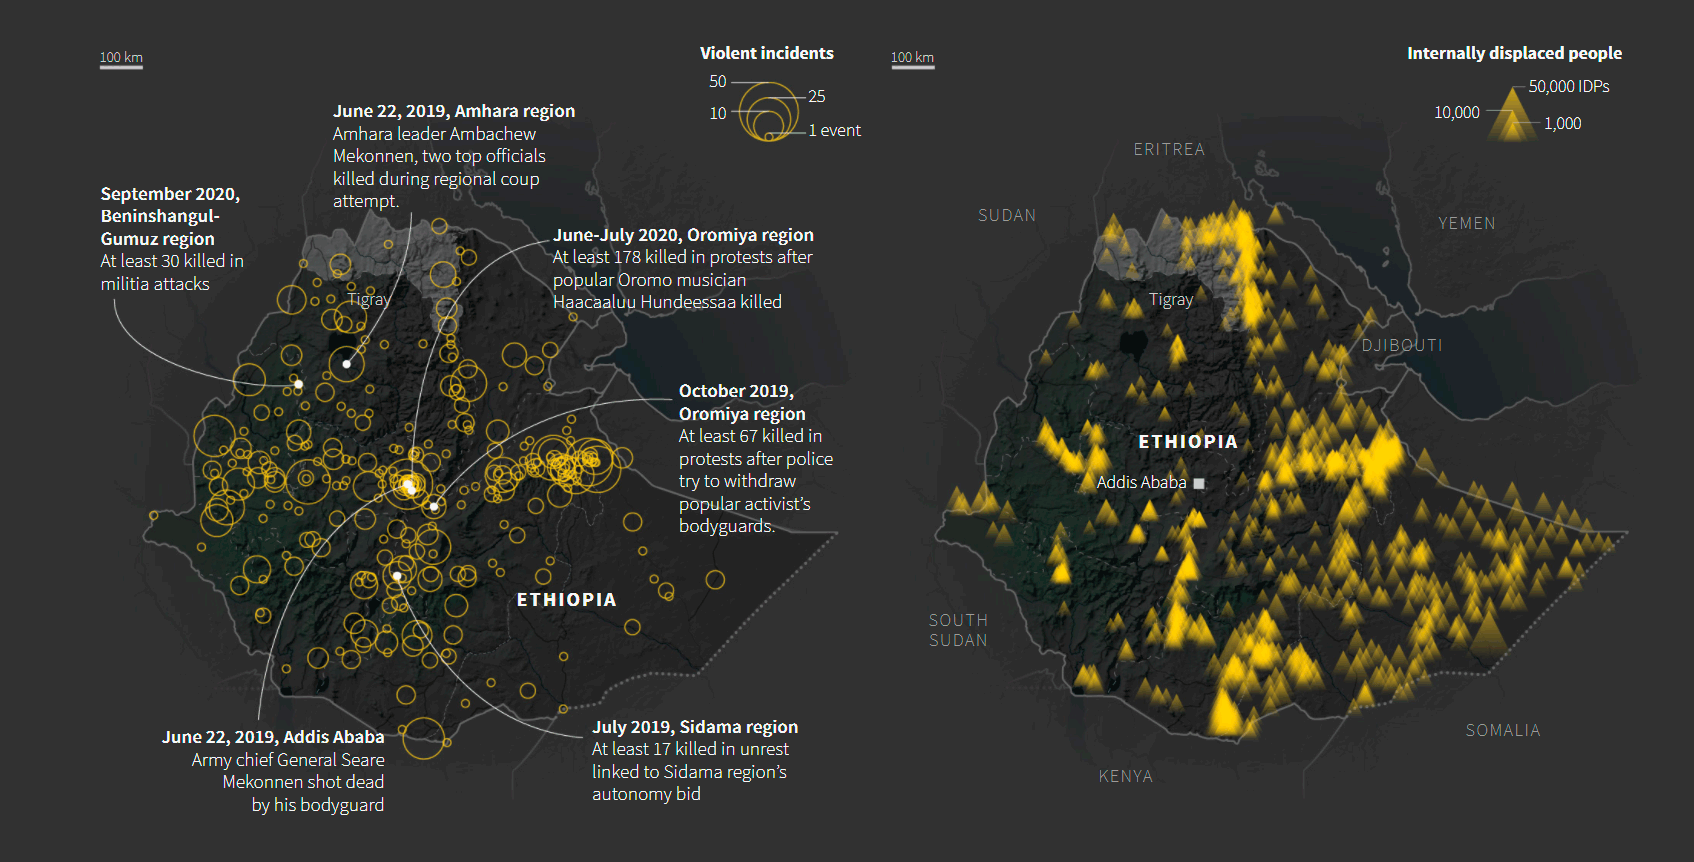 100 km
Violent incidents
50
25
10
1 event
June 22, 2019, Amhara region
Amhara leader Ambachew
Mekonnen, two top officials
killed during regional coup
attempt.
September 2020,
Beninshangul-
Gumuz region
At least 30 killed in
militia attacks
June-July 2020, Oromiya region
At least 178 killed in protests after
popular Oromo musician
Haacaaluu Hundeessaa killed
Tigray
October 2019,
Oromiya region
At least 67 killed in
protests after police
try to withdraw
popular activist's
bodyguards.
ETHIOPIA
June 22, 2019, Addis Ababa
Army chief General Seare
Mekonnen shot dead
by his bodyguard
July 2019, Sidama region
At least 17 killed in unrest
linked to Sidama region's
autonomy bid
100 km
Internally displaced people
50,000 IDPs
10,000
1,000
ERITREA
SUDAN
YEMEN
Tigray
DJIBOUTI
ETHIOPIA
Addis Ababa
SOUTH
SUDAN
SOMALIA
KENYA